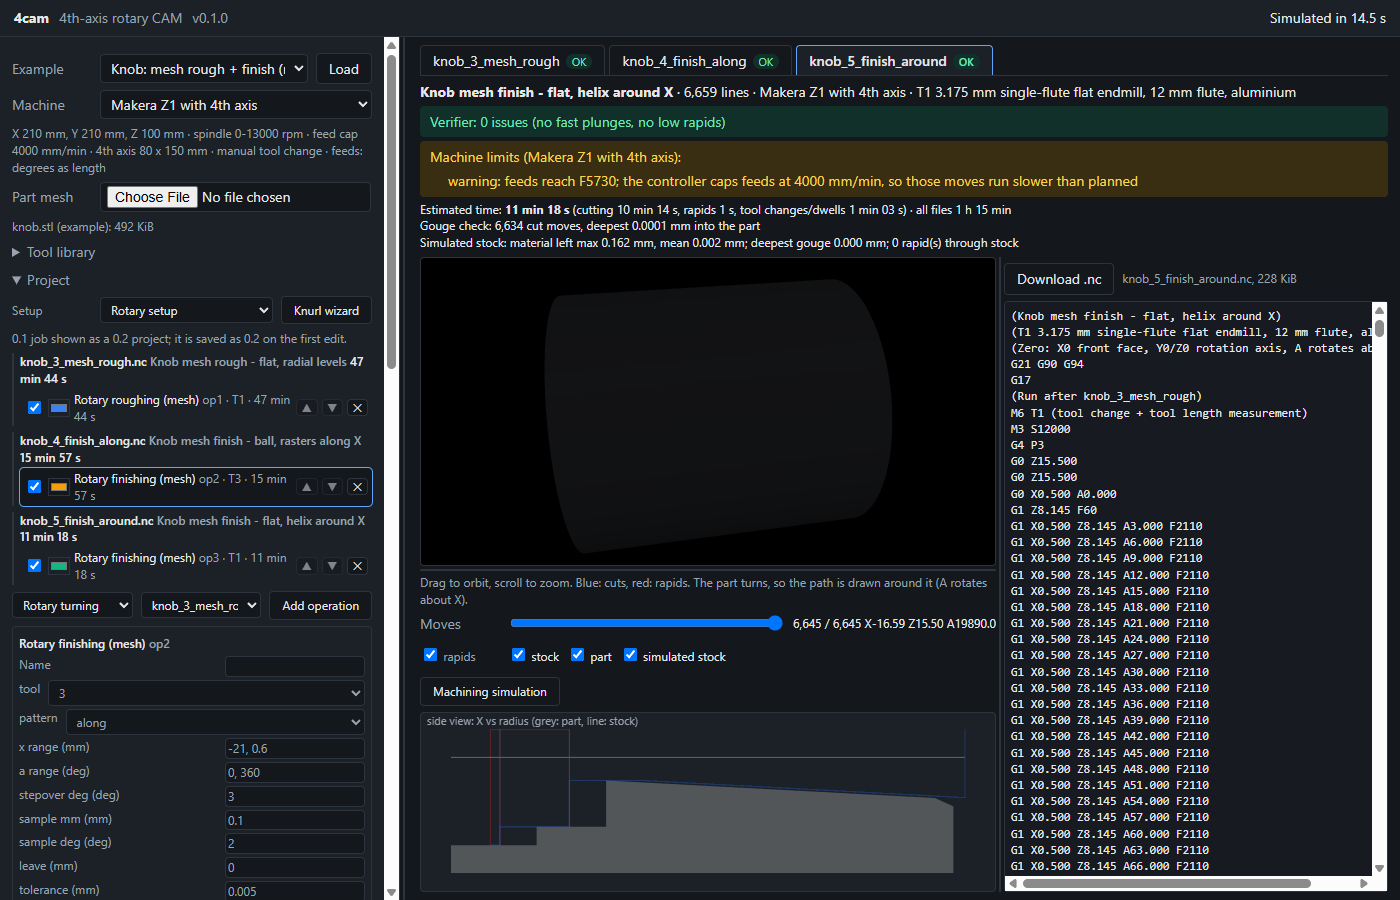 4cam 4th-axis rotary CAM v0.1.0
Simulated in 14.5 s
Example
Knob: mesh rough + finish (
Load
Machine
Makera Z1 with 4th axis
X 210 mm, Y 210 mm, Z 100 mm · spindle 0-13000 rpm · feed cap
4000 mm/min · 4th axis 80 x 150 mm · manual tool change · feeds:
degrees as length
Part mesh
Choose File No file chosen
knob.stl (example): 492 KiB
Tool library
Project
Setup
Rotary setup
Knurl wizard
0.1 job shown as a 0.2 project; it is saved as 0.2 on the first edit.
knob_3_mesh_rough.nc Knob mesh rough - flat, radial levels 47
min 44 s
Rotary roughing (mesh) op1 · T1 · 47 min
44 s
knob_4_finish_along.nc Knob mesh finish - ball, rasters along X
15 min 57 s
Rotary finishing (mesh) op2 · T3 · 15 min
57 s
knob_5_finish_around.nc Knob mesh finish - flat, helix around X
11 min 18 s
Rotary finishing (mesh) op3 · T1 · 11 min
18 s
Rotary turning
knob_3_mesh_rc
Add operation
Rotary finishing (mesh) op2
Name
tool 3
pattern along
x range (mm) -21, 0.6
a range (deg) 0, 360
stepover deg (deg) 3
sample mm (mm) 0.1
sample deg (deg) 2
leave (mm) 0
tolerance (mm) 0.005
knob_3_mesh_rough OK
knob_4_finish_along OK
knob_5_finish_around OK
Knob mesh finish - flat, helix around X · 6,659 lines · Makera Z1 with 4th axis · T1 3.175 mm single-flute flat endmill, 12 mm flute, aluminium
Verifier: 0 issues (no fast plunges, no low rapids)
Machine limits (Makera Z1 with 4th axis):
warning: feeds reach F5730; the controller caps feeds at 4000 mm/min, so those moves run slower than planned
Estimated time: 11 min 18 s (cutting 10 min 14 s, rapids 1 s, tool changes/dwells 1 min 03 s) · all files 1 h 15 min
Gouge check: 6,634 cut moves, deepest 0.0001 mm into the part
Simulated stock: material left max 0.162 mm, mean 0.002 mm; deepest gouge 0.000 mm; 0 rapid(s) through stock
Drag to orbit, scroll to zoom. Blue: cuts, red: rapids. The part turns, so the path is drawn around it (A rotates
about X).
Moves
6,645 / 6,645 X-16.59 Z15.50 A19890.0
rapids
stock
part
simulated stock
Machining simulation
side view: X vs radius (grey: part, line: stock)
Download .nc
knob_5_finish_around.nc, 228 KiB
(Knob mesh finish - flat, helix around X)
(T1 3.175 mm single-flute flat endmill, 12 mm flute, al
(Zero: X0 front face, Y0/Z0 rotation axis, A rotates ab
G21 G90 G94
G17
(Run after knob_3_mesh_rough)
M6 T1 (tool change + tool length measurement)
M3 S12000
G4 P3
G0 Z15.500
G0 Z15.500
G0 X0.500 A0.000
G1 Z8.145 F60
G1 X0.500 Z8.145 A3.000 F2110
G1 X0.500 Z8.145 A6.000 F2110
G1 X0.500 Z8.145 A9.000 F2110
G1 X0.500 Z8.145 A12.000 F2110
G1 X0.500 Z8.145 A15.000 F2110
G1 X0.500 Z8.145 A18.000 F2110
G1 X0.500 Z8.145 A21.000 F2110
G1 X0.500 Z8.145 A24.000 F2110
G1 X0.500 Z8.145 A27.000 F2110
G1 X0.500 Z8.145 A30.000 F2110
G1 X0.500 Z8.145 A33.000 F2110
G1 X0.500 Z8.145 A36.000 F2110
G1 X0.500 Z8.145 A39.000 F2110
G1 X0.500 Z8.145 A42.000 F2110
G1 X0.500 Z8.145 A45.000 F2110
G1 X0.500 Z8.145 A48.000 F2110
G1 X0.500 Z8.145 A51.000 F2110
G1 X0.500 Z8.145 A54.000 F2110
G1 X0.500 Z8.145 A57.000 F2110
G1 X0.500 Z8.145 A60.000 F2110
G1 X0.500 Z8.145 A63.000 F2110
G1 X0.500 Z8.145 A66.000 F2110